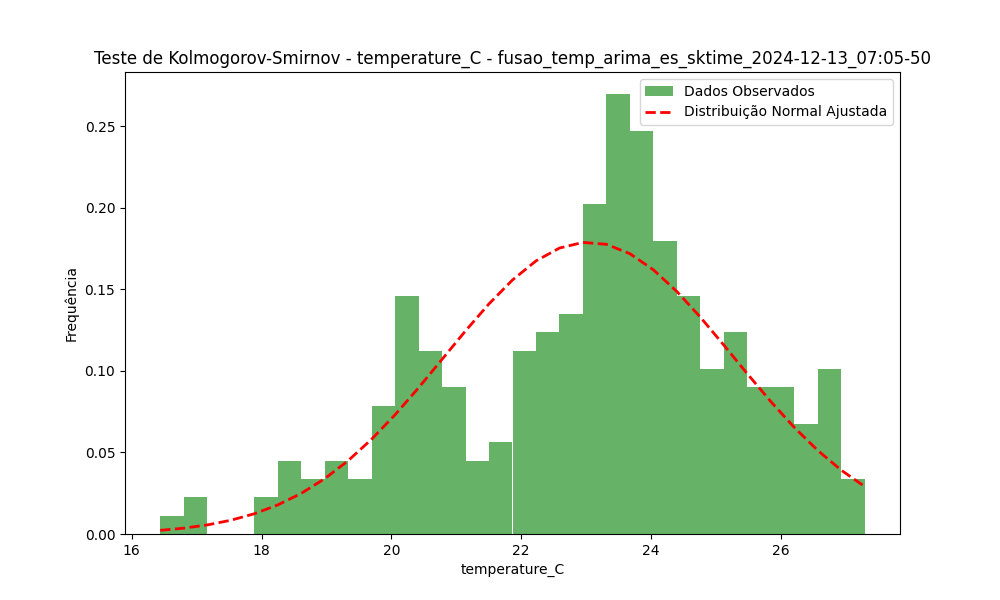 Teste de Kolmogorov-Smirnov - temperature_C - fusao_temp_arima_es_sktime_2024-12-13_07:05-50
Dados Observados
Distribuição Normal Ajustada
Frequência
0.25
0.20
0.15
0.10
0.05
0.00
16 18 20 22 24 26
temperature_C